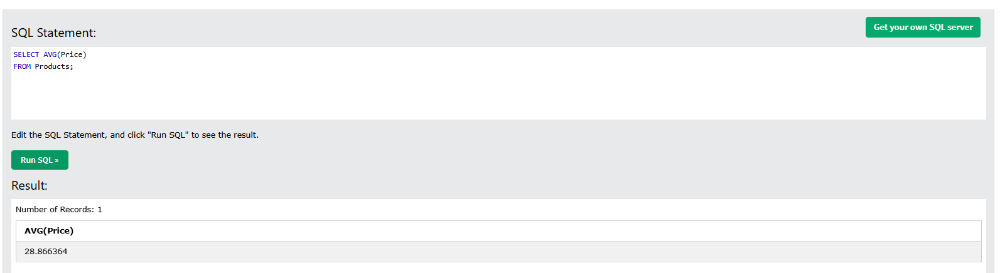 SQL Statement:
Get your own SQL server
SELECT AVG(Price)
FROM Products;
Edit the SQL Statement, and click "Run SQL" to see the result.
Run SQL »
Result:
Number of Records: 1
AVG(Price)
28.866364